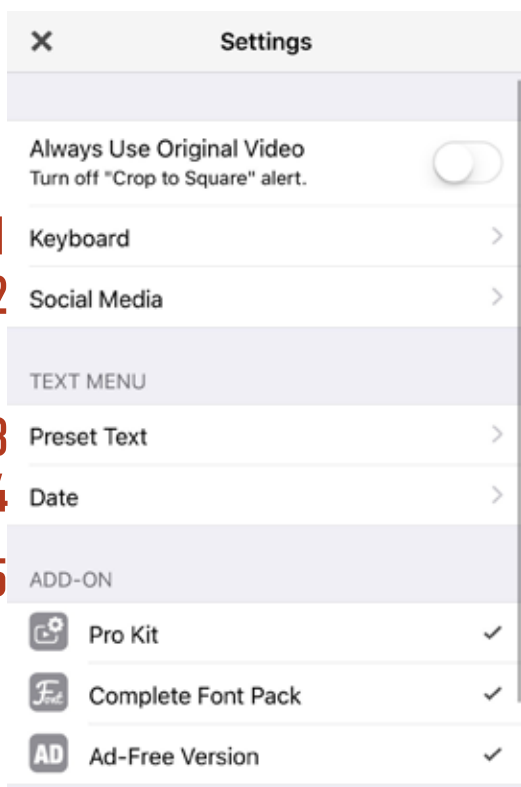 Settings
Always Use Original Video
Turn off "Crop to Square" alert.
1
Keyboard
2
Social Media
TEXT MENU
3
Preset Text
4
Date
5
ADD-ON
Pro Kit
Font
Complete Font Pack
AD
Ad-Free Version